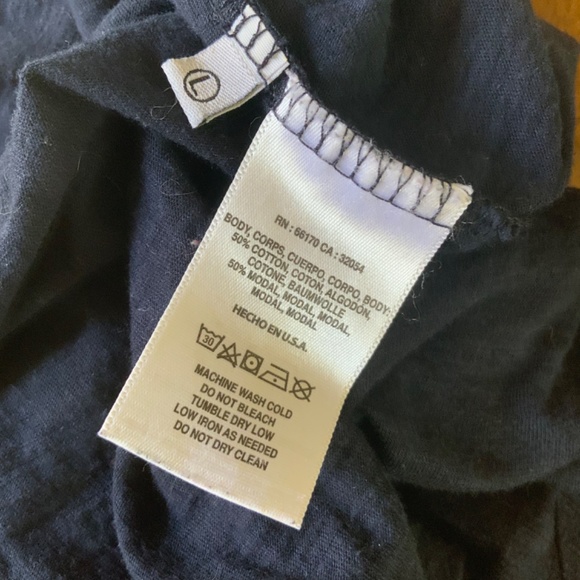 L
RN : 66170 CA : 32054
BODY, CORPS, CUERPO, CORPO, BODY:
50% COTTON, COTON, ALGODÓN,
COTONE, BAUMWOLLE
50% MODAL, MODAL, MODAL,
MODAL, MODAL
HECHO EN U.S.A.
30
MACHINE WASH COLD
DO NOT BLEACH
TUMBLE DRY LOW
LOW IRON AS NEEDED
DO NOT DRY CLEAN